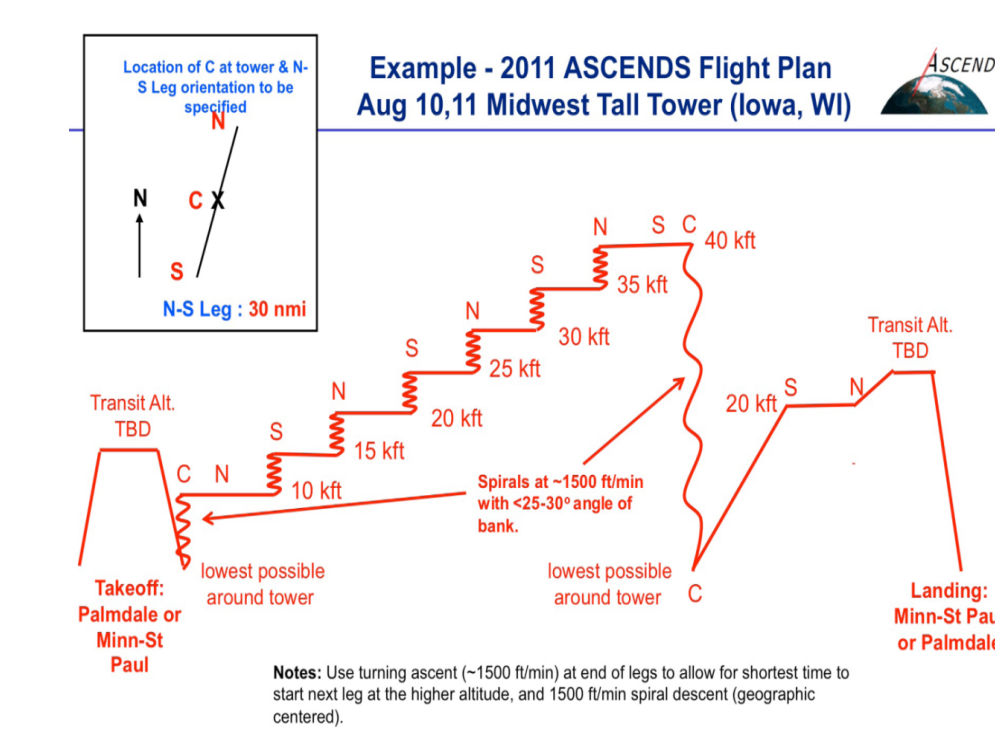 Location of C at tower & N-
S Leg orientation to be
specified
N
N
C X
S
N-S Leg : 30 nmi
Example - 2011 ASCENDS Flight Plan
Aug 10,11 Midwest Tall Tower (Iowa, WI)
ASCEND
N S C
40 kft
S
35 kft
N
30 kft
S
25 kft
N
20 kft
S
15 kft
C N
10 kft
Transit Alt.
TBD
Transit Alt.
TBD
20 kft
S
N
Spirals at ~1500 ft/min
with <25-30º angle of
bank.
lowest possible
around tower
lowest possible
around tower
C
Takeoff:
Palmdale or
Minn-St
Paul
Landing:
Minn-St Pau
or Palmdale
Notes: Use turning ascent (~1500 ft/min) at end of legs to allow for shortest time to
start next leg at the higher altitude, and 1500 ft/min spiral descent (geographic
centered).